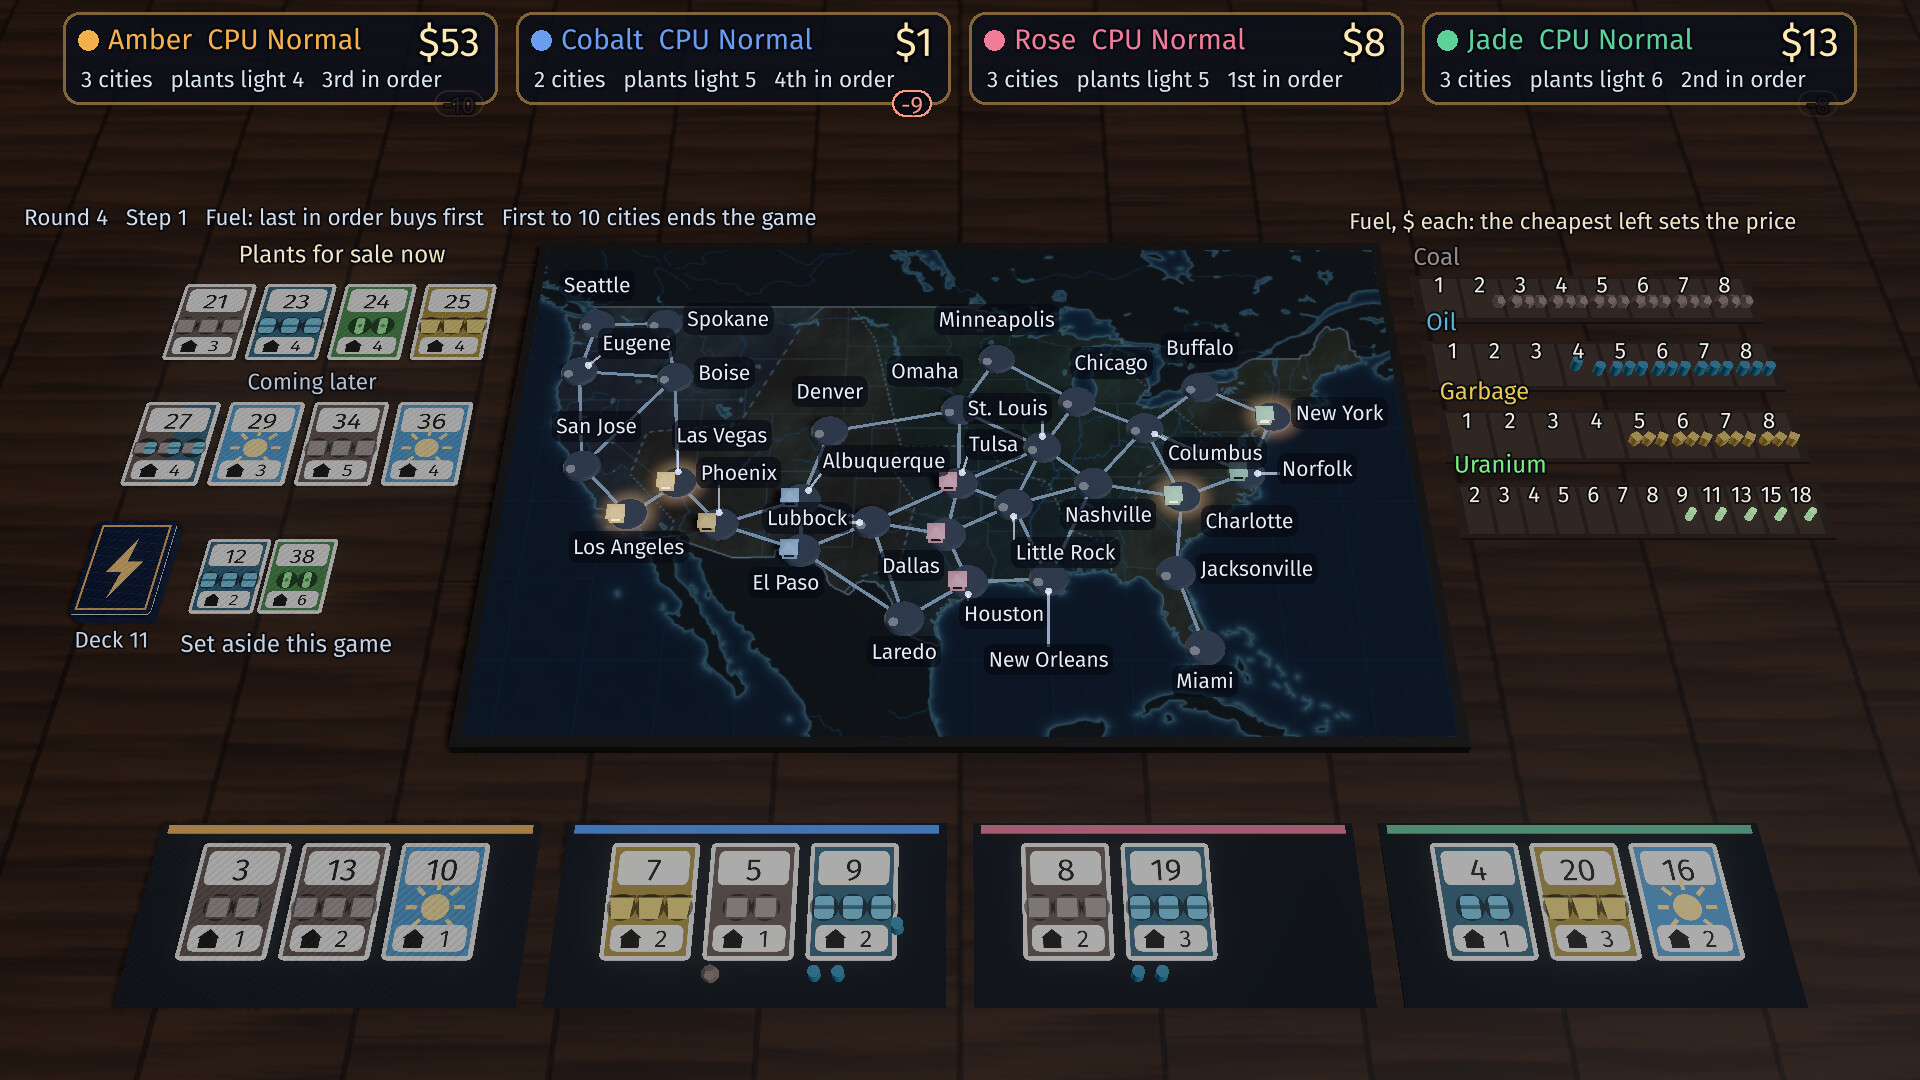 Amber CPU Normal $53
3 cities plants light 4 3rd in order
-10
Cobalt CPU Normal $1
2 cities plants light 5 4th in order
-9
Rose CPU Normal $8
3 cities plants light 5 1st in order
Jade CPU Normal $13
3 cities plants light 6 2nd in order
-8
Round 4 Step 1 Fuel: last in order buys first First to 10 cities ends the game
Plants for sale now
21 23 24 25
3 4 4 4
Coming later
27 29 34 36
4 3 5 4
12 38
2 6
Deck 11
Set aside this game
Seattle
Spokane
Minneapolis
Eugene
Boise
Chicago
Buffalo
Denver
Omaha
St. Louis
New York
San Jose
Las Vegas
Tulsa
Columbus
Phoenix
Albuquerque
Norfolk
Lubbock
Nashville
Charlotte
Los Angeles
El Paso
Dallas
Little Rock
Jacksonville
Houston
Laredo
New Orleans
Miami
Fuel, $ each: the cheapest left sets the price
Coal
1 2 3 4 5 6 7 8
Oil
1 2 3 4 5 6 7 8
Garbage
1 2 3 4 5 6 7 8
Uranium
2 3 4 5 6 7 8 9 11 13 15 18
3 13 10
1 2 1
7 5 9
2 1 2
8 19
2 3
4 20 16
1 3 2